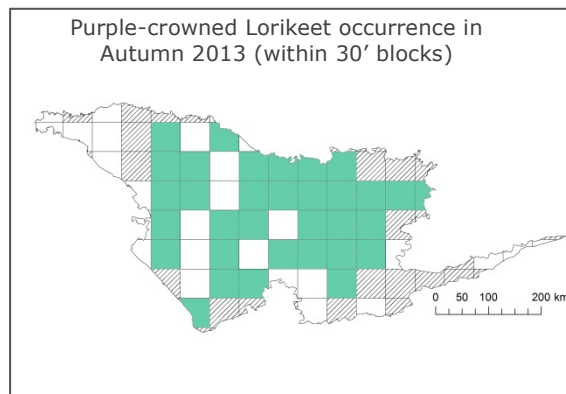 Purple-crowned Lorikeet occurrence in
Autumn 2013 (within 30’ blocks)
0 50 100 200 km